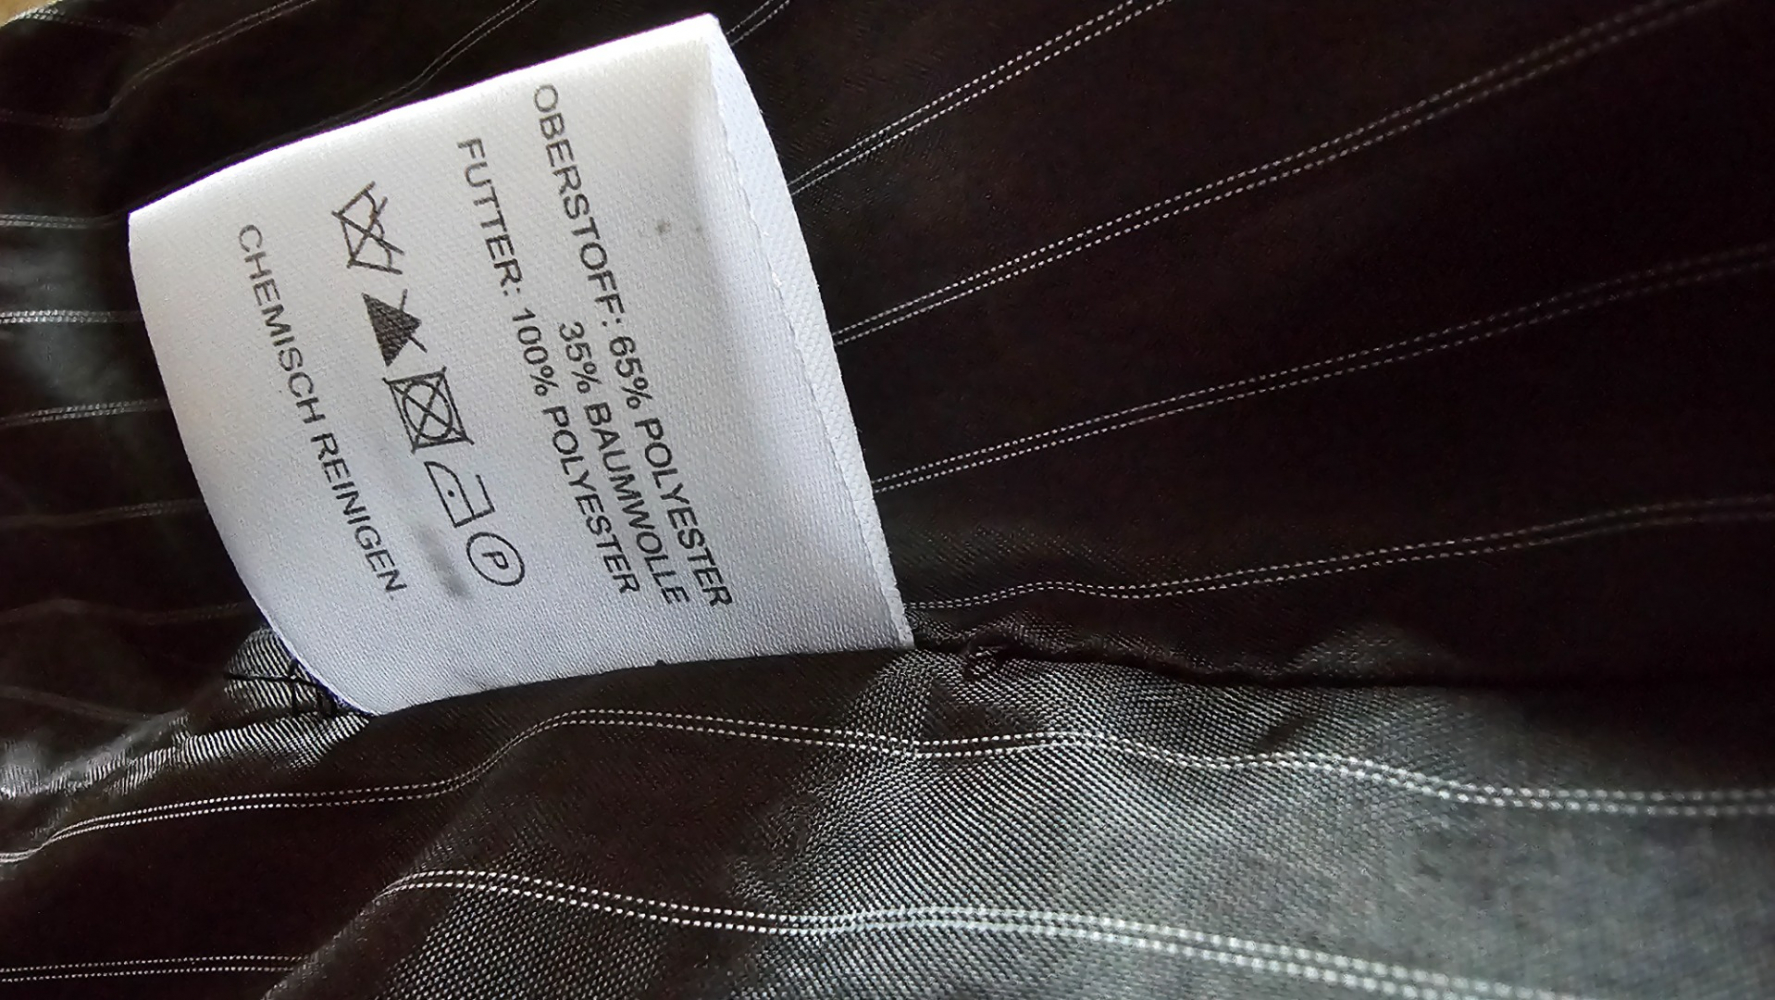 OBERSTOFF: 65% POLYESTER
35% BAUMWOLLE
FUTTER: 100% POLYESTER
P
CHEMISCH REINIGEN